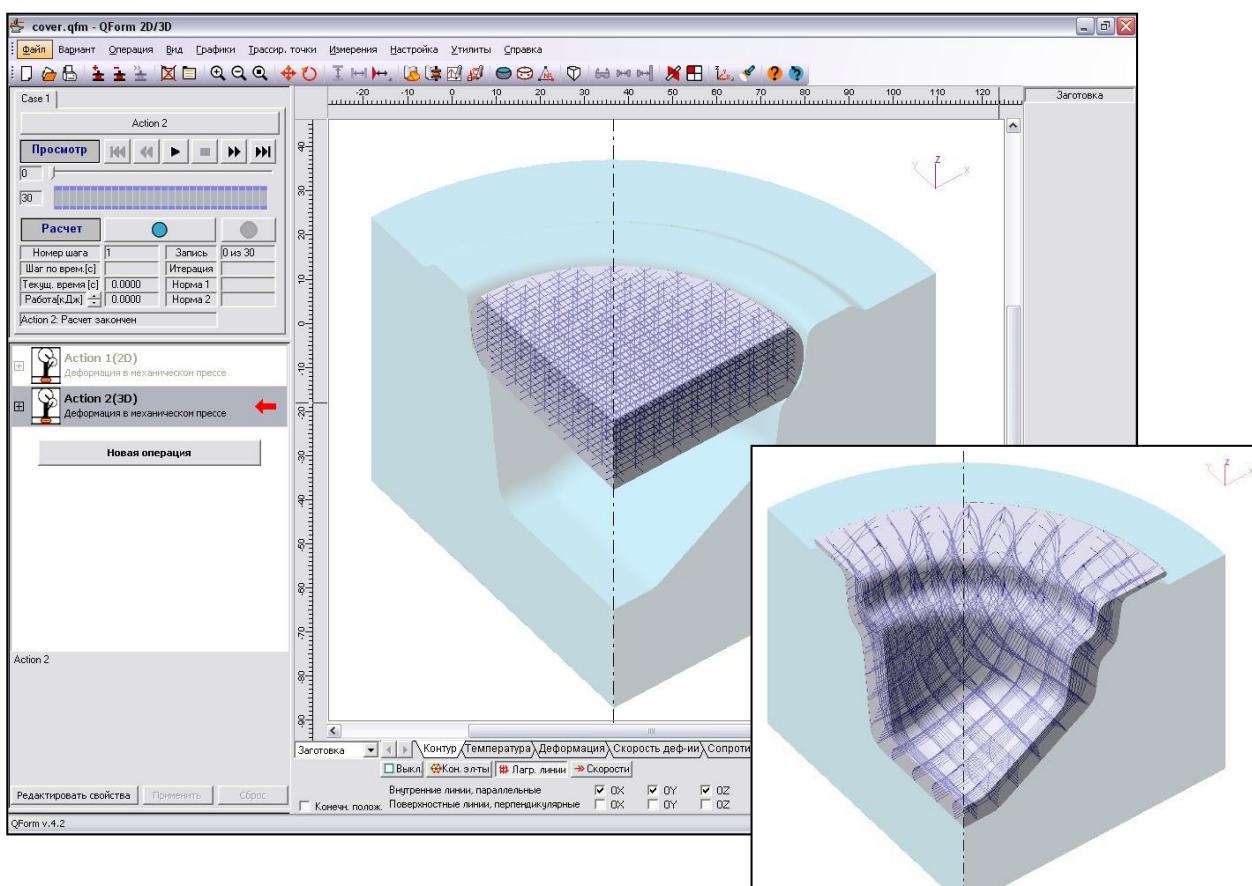 cover.qfm - QForm 2D/3D
Файл Вариант Операция Вид Графики Трассир. точки Измерения Настройка Утилиты Справка
Case 1
Action 2
Просмотр
0
30
Расчет
Номер шага 1 Запись 0 из 30
Шаг по врем.[с] Итерация
Текущ. время [с] 0.0000 Норма 1
Работа[кДж] 0.0000 Норма 2
Action 2: Расчет закончен
Action 1(2D)
Деформация в механическом прессе
Action 2(3D)
Деформация в механическом прессе
Новая операция
Action 2
Редактировать свойства Применить Сброс
QForm v.4.2
-20 -10 0 10 20 30 40 50 60 70 80 90 100 110 120
Заготовка
40
30
20
10
0
-10
-20
-30
-40
-50
-60
-70
-80
-90
Z
X
Y
Заготовка Контур Температура Деформация Скорость деф-ии Сопроти
Выкл Кон. эл-ты Лагр. линии Скорости
Внутренние линии, параллельные OX OY OZ
Конечн. полож. Поверхностные линии, перпендикулярные OX OY OZ
Z
Y